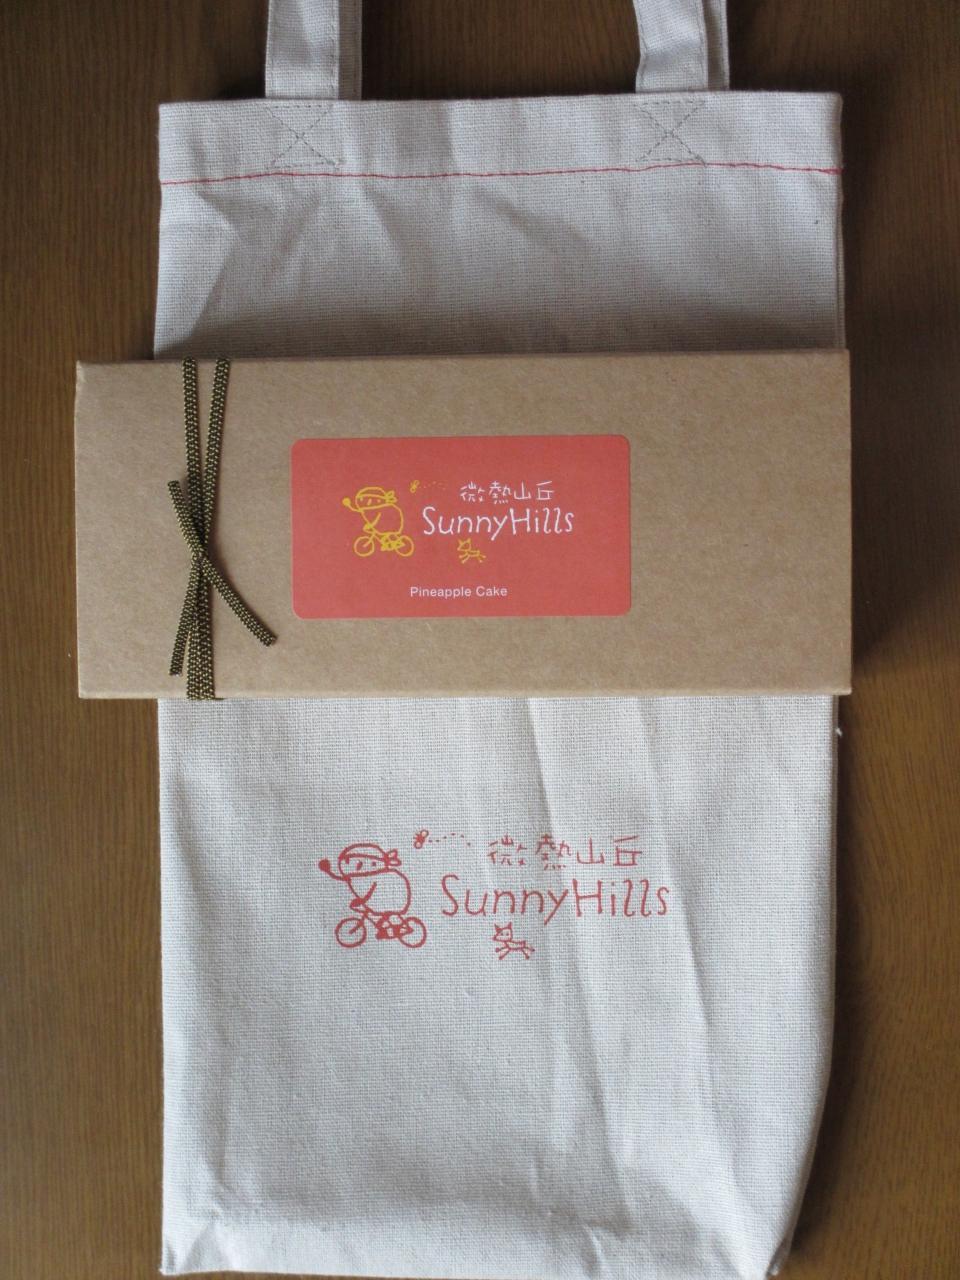 微熱山丘
SunnyHills
Pineapple Cake
微熱山丘
SunnyHills